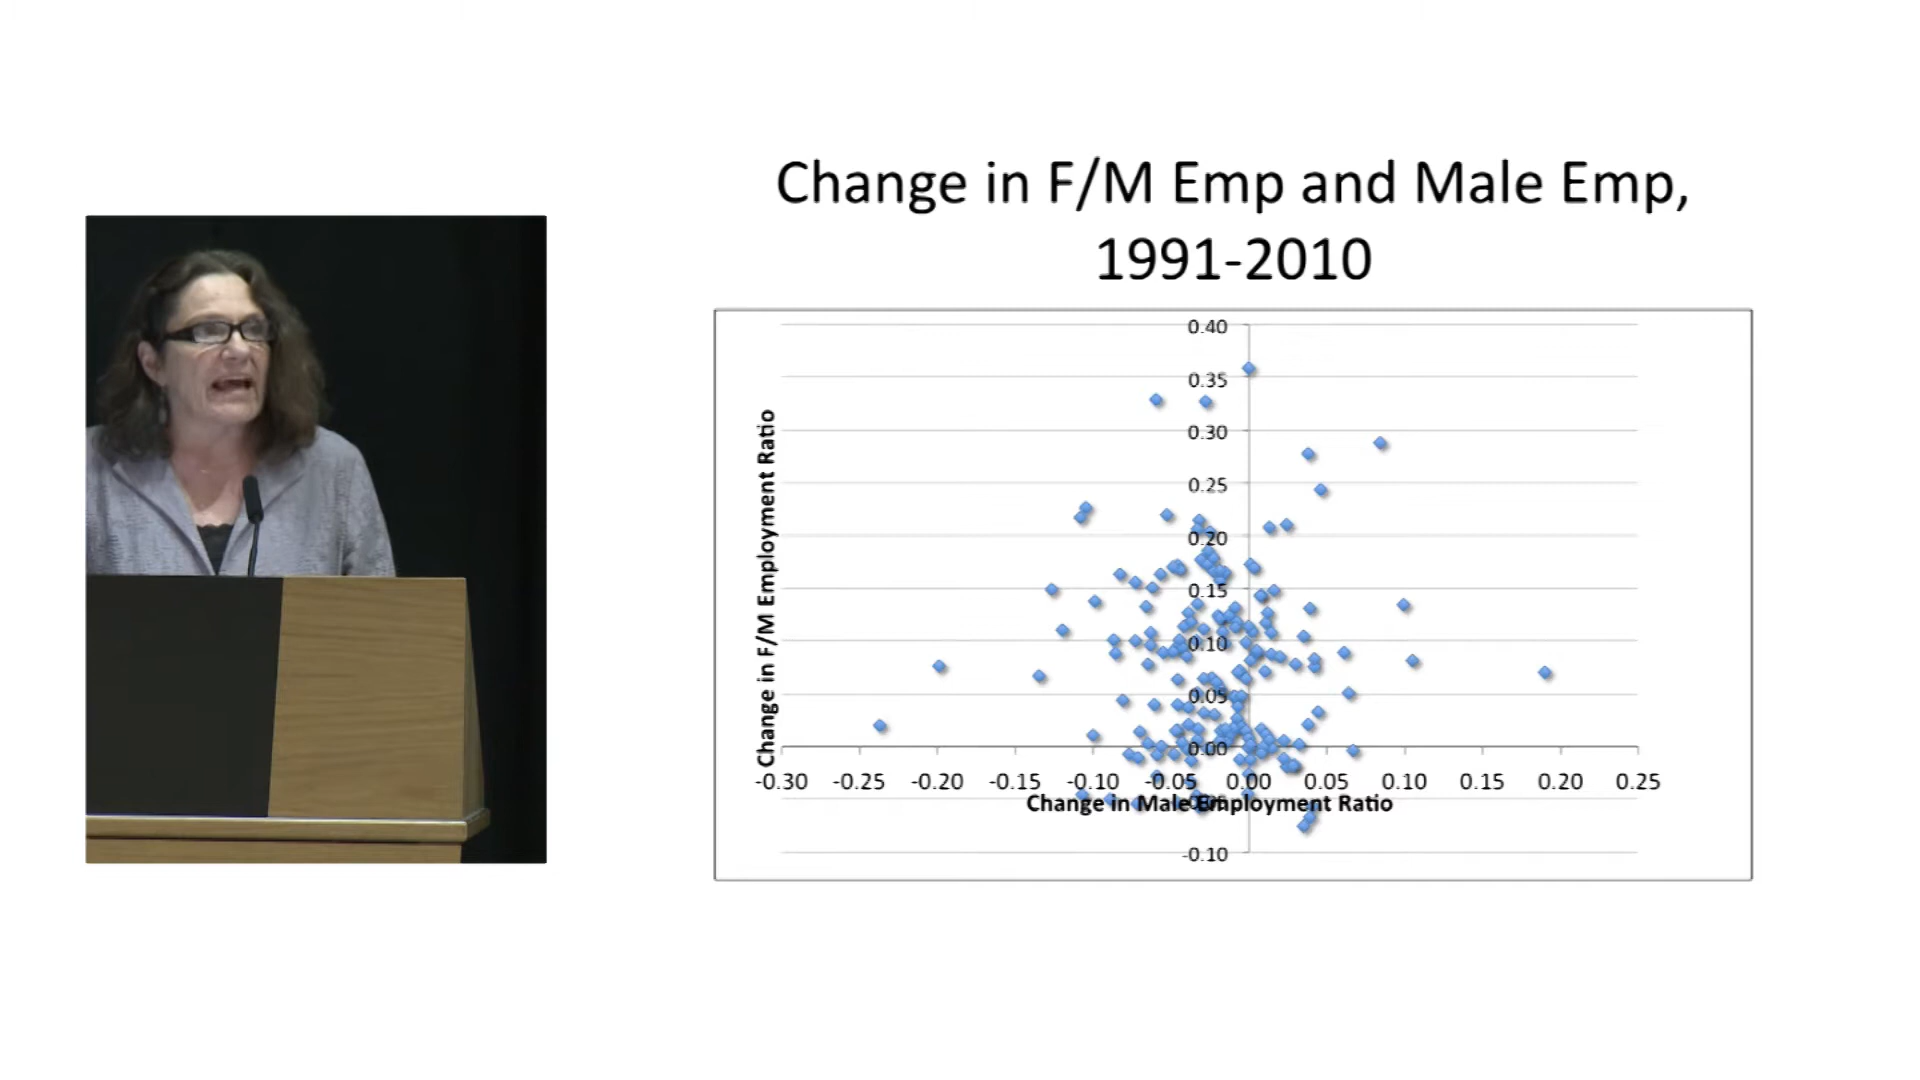 Change in F/M Emp and Male Emp,
1991-2010
0.40
0.35
0.30
0.25
0.20
0.15
0.10
0.05
0.00
-0.10
Change in F/M Employment Ratio
-0.30 -0.25 -0.20 -0.15 -0.10 -0.05 0.00 0.05 0.10 0.15 0.20 0.25
Change in Male Employment Ratio